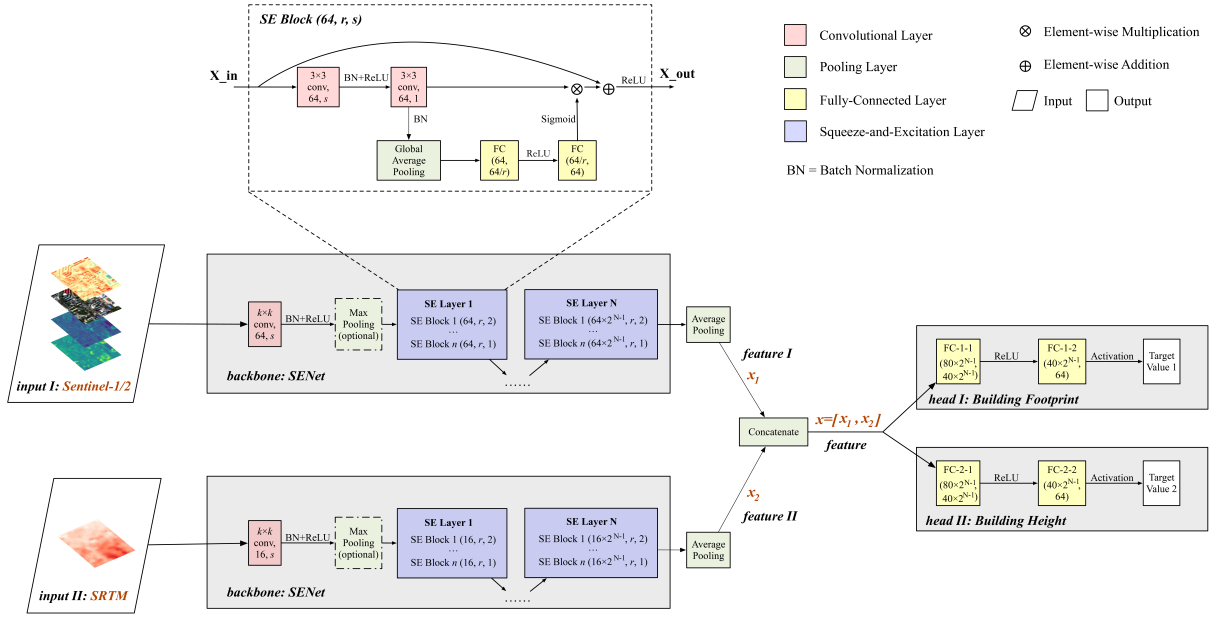 SE Block (64, r, s)
X_in
3×3
conv,
64, s
BN+ReLU
3×3
conv,
64, 1
ReLU
X_out
BN
Sigmoid
Global
Average
Pooling
FC
(64,
64/r)
ReLU
FC
(64/r,
64)
Convolutional Layer
Pooling Layer
Fully-Connected Layer
Squeeze-and-Excitation Layer
BN = Batch Normalization
Element-wise Multiplication
Element-wise Addition
Input
Output
input I: Sentinel-1/2
k×k
conv,
64, s
BN+ReLU
Max
Pooling
(optional)
SE Layer 1
SE Block 1 (64, r, 2)
...
SE Block n (64, r, 1)
SE Layer N
SE Block 1 (64×2^N-1, r, 2)
...
SE Block n (64×2^N-1, r, 1)
......
backbone: SENet
Average
Pooling
feature I
x1
input II: SRTM
k×k
conv,
16, s
BN+ReLU
Max
Pooling
(optional)
SE Layer 1
SE Block 1 (16, r, 2)
...
SE Block n (16, r, 1)
SE Layer N
SE Block 1 (16×2^N-1, r, 2)
...
SE Block n (16×2^N-1, r, 1)
......
backbone: SENet
Average
Pooling
x2
feature II
Concatenate
x=[x1 , x2]
feature
FC-1-1
(80×2^N-1,
40×2^N-1)
ReLU
FC-1-2
(40×2^N-1,
64)
Activation
Target
Value 1
head I: Building Footprint
FC-2-1
(80×2^N-1,
40×2^N-1)
ReLU
FC-2-2
(40×2^N-1,
64)
Activation
Target
Value 2
head II: Building Height